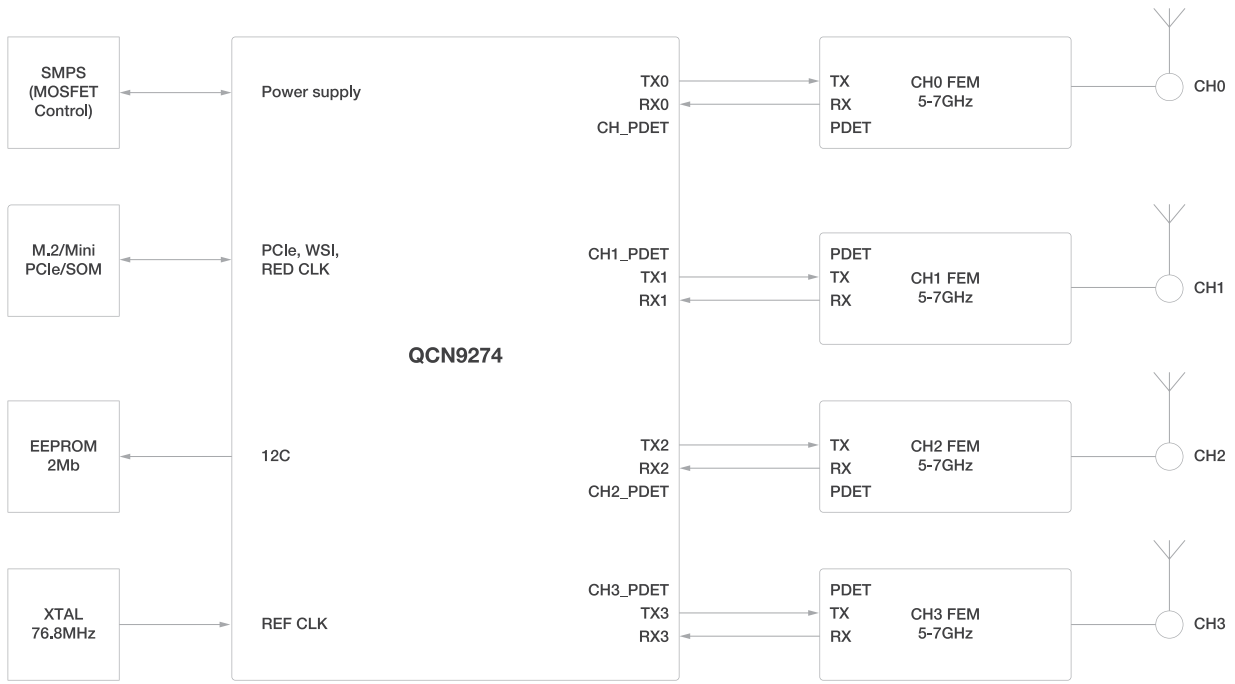 SMPS
(MOSFET
Control)
Power supply
TX0
RX0
CH_PDET
TX
RX
PDET
CH0 FEM
5-7GHz
CH0
M.2/Mini
PCIe/SOM
PCIe, WSI,
RED CLK
CH1_PDET
TX1
RX1
PDET
TX
RX
CH1 FEM
5-7GHz
CH1
QCN9274
EEPROM
2Mb
12C
TX2
RX2
CH2_PDET
TX
RX
PDET
CH2 FEM
5-7GHz
CH2
XTAL
76.8MHz
REF CLK
CH3_PDET
TX3
RX3
PDET
TX
RX
CH3 FEM
5-7GHz
CH3